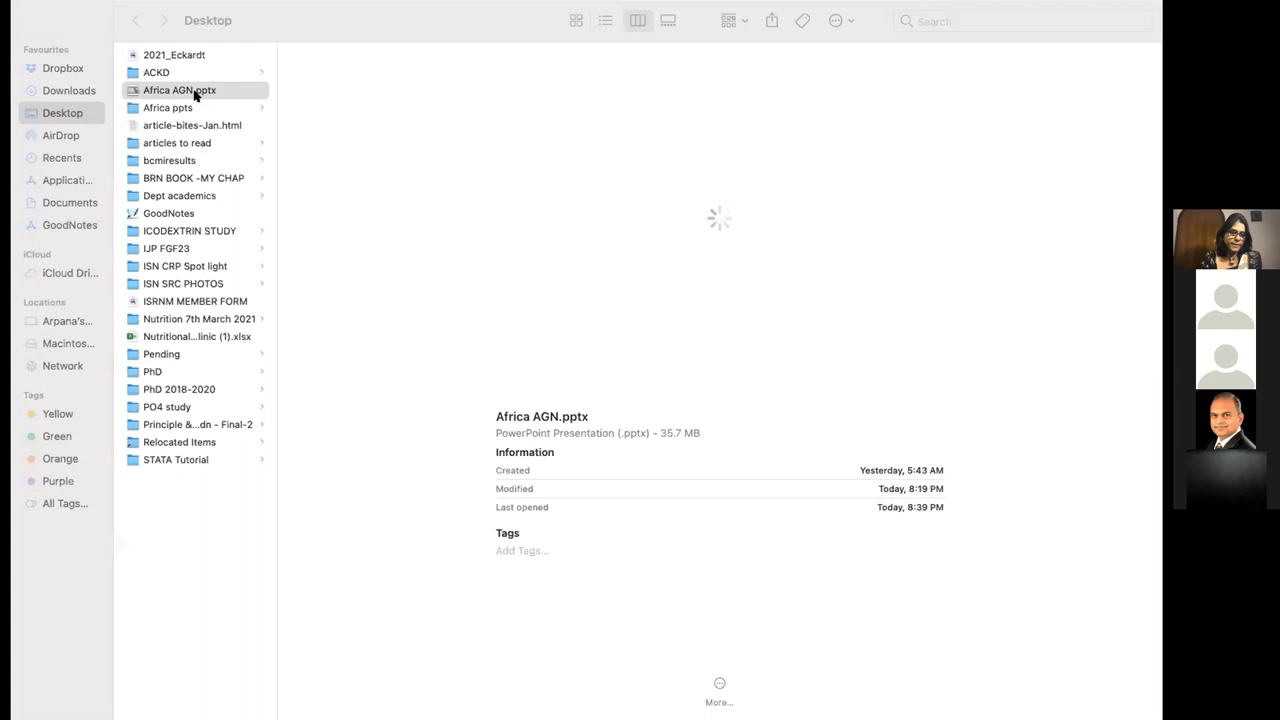 Desktop
Search
Favourites
Dropbox
Downloads
Desktop
AirDrop
Recents
Applicati...
Documents
GoodNotes
iCloud
iCloud Dri...
Locations
Arpana's...
Macintos...
Network
Tags
Yellow
Green
Orange
Purple
All Tags...
2021_Eckardt
ACKD
Africa AGN.pptx
Africa ppts
article-bites-Jan.html
articles to read
bcmiresults
BRN BOOK -MY CHAP
Dept academics
GoodNotes
ICODEXTRIN STUDY
IJP FGF23
ISN CRP Spot light
ISN SRC PHOTOS
ISRNM MEMBER FORM
Nutrition 7th March 2021
Nutritional...linic (1).xlsx
Pending
PhD
PhD 2018-2020
PO4 study
Principle &...dn - Final-2
Relocated Items
STATA Tutorial
Africa AGN.pptx
PowerPoint Presentation (.pptx) - 35.7 MB
Information
Created Yesterday, 5:43 AM
Modified Today, 8:19 PM
Last opened Today, 8:39 PM
Tags
Add Tags...
More...